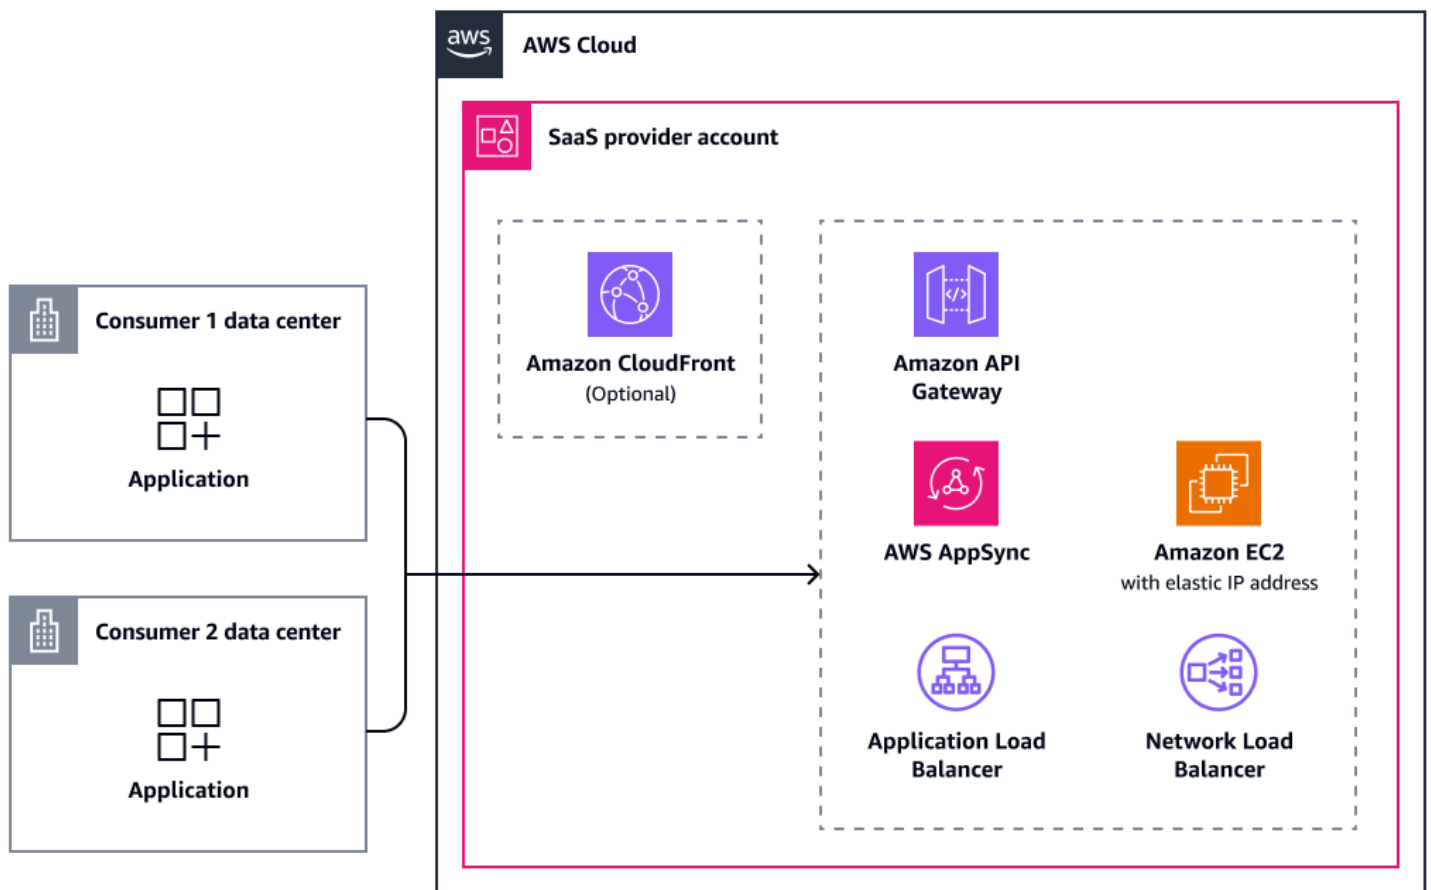 aws
AWS Cloud
SaaS provider account
Consumer 1 data center
Application
Consumer 2 data center
Application
Amazon CloudFront
(Optional)
Amazon API
Gateway
</>
AWS AppSync
Amazon EC2
with elastic IP address
Application Load
Balancer
Network Load
Balancer